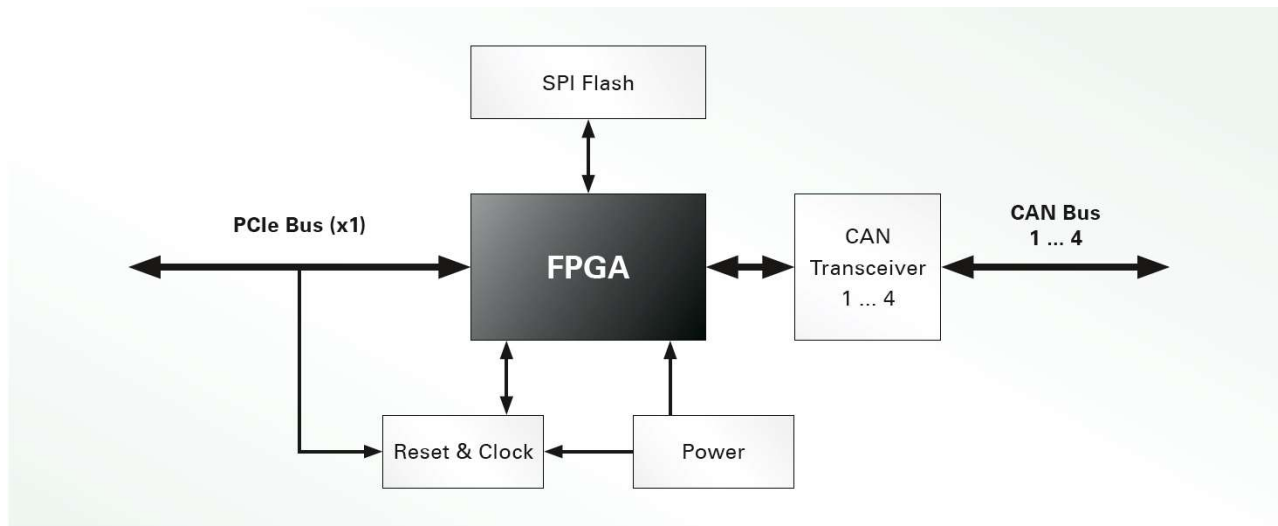 SPI Flash
PCIe Bus (x1)
FPGA
CAN
Transceiver
1 ... 4
CAN Bus
1 ... 4
Reset & Clock
Power